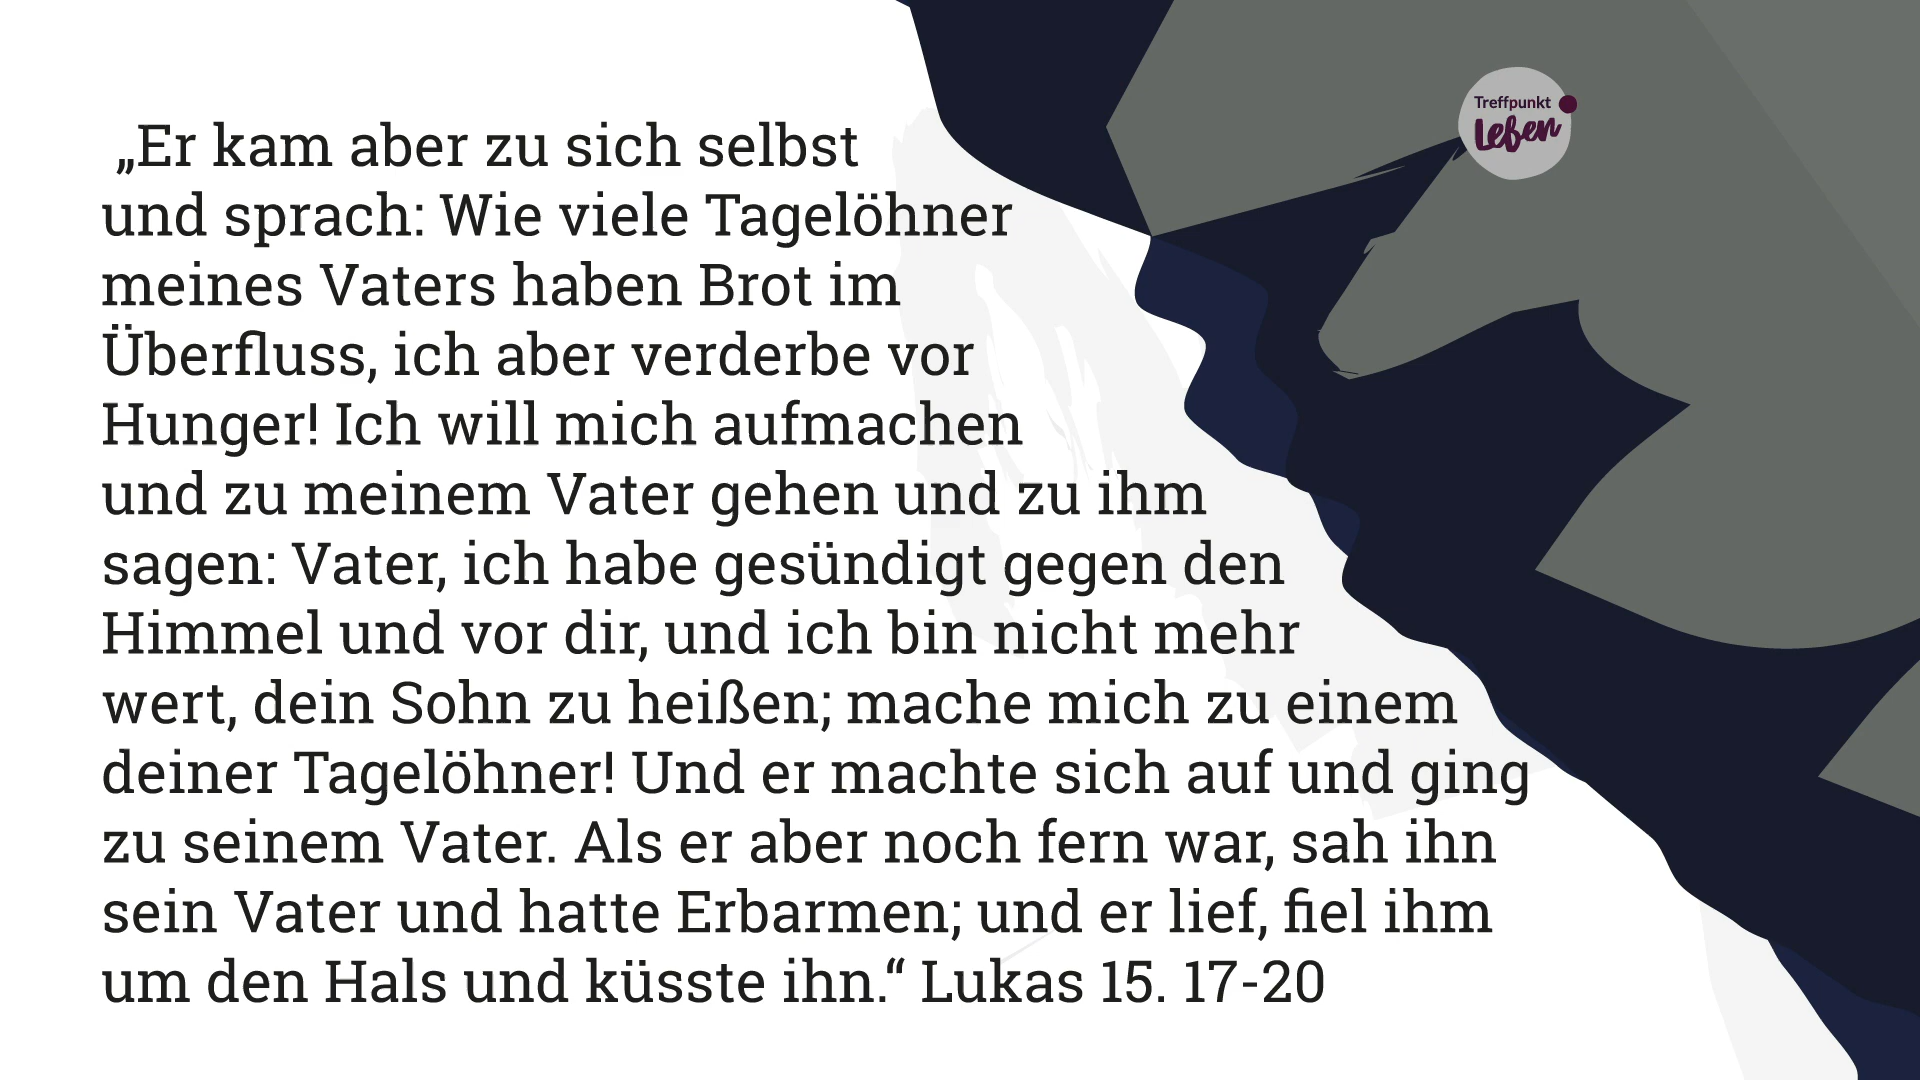 Treffpunkt
Leben
„Er kam aber zu sich selbst
und sprach: Wie viele Tagelöhner
meines Vaters haben Brot im
Überfluss, ich aber verderbe vor
Hunger! Ich will mich aufmachen
und zu meinem Vater gehen und zu ihm
sagen: Vater, ich habe gesündigt gegen den
Himmel und vor dir, und ich bin nicht mehr
wert, dein Sohn zu heißen; mache mich zu einem
deiner Tagelöhner! Und er machte sich auf und ging
zu seinem Vater. Als er aber noch fern war, sah ihn
sein Vater und hatte Erbarmen; und er lief, fiel ihm
um den Hals und küsste ihn.“ Lukas 15. 17-20